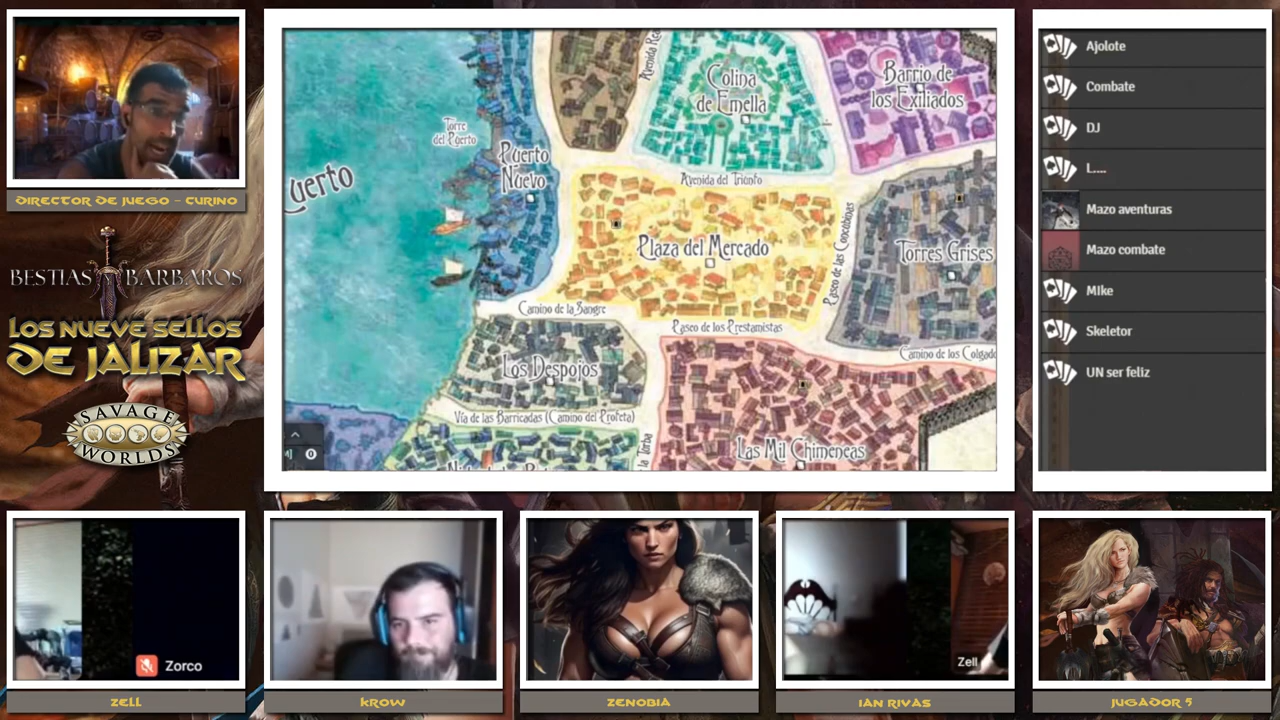 DIRECTOR DE JUEGO - CURINO
BESTIAS BARBAROS
LOS NUEVE SELLOS
DE JALIZAR
SAVAGE
WORLDS
Colina
de Emella
Barrio de
los Exiliados
Torre
del Puerto
Puerto
Nuevo
uerto
Avenida del Triunfo
Plaza del Mercado
Paseo de las Concubinas
Torres Grises
Camino de la Sangre
Paseo de los Prestamistas
Camino de los Colgado
Los Despojos
Vía de las Barricadas (Camino del Profeta)
Las Mil Chimeneas
0
Ajolote
Combate
DJ
L....
Mazo aventuras
Mazo combate
MIke
Skeletor
UN ser feliz
Zorco
Zell
ZELL
KROW
ZENOBIA
IAN RIVAS
JUGADOR 5